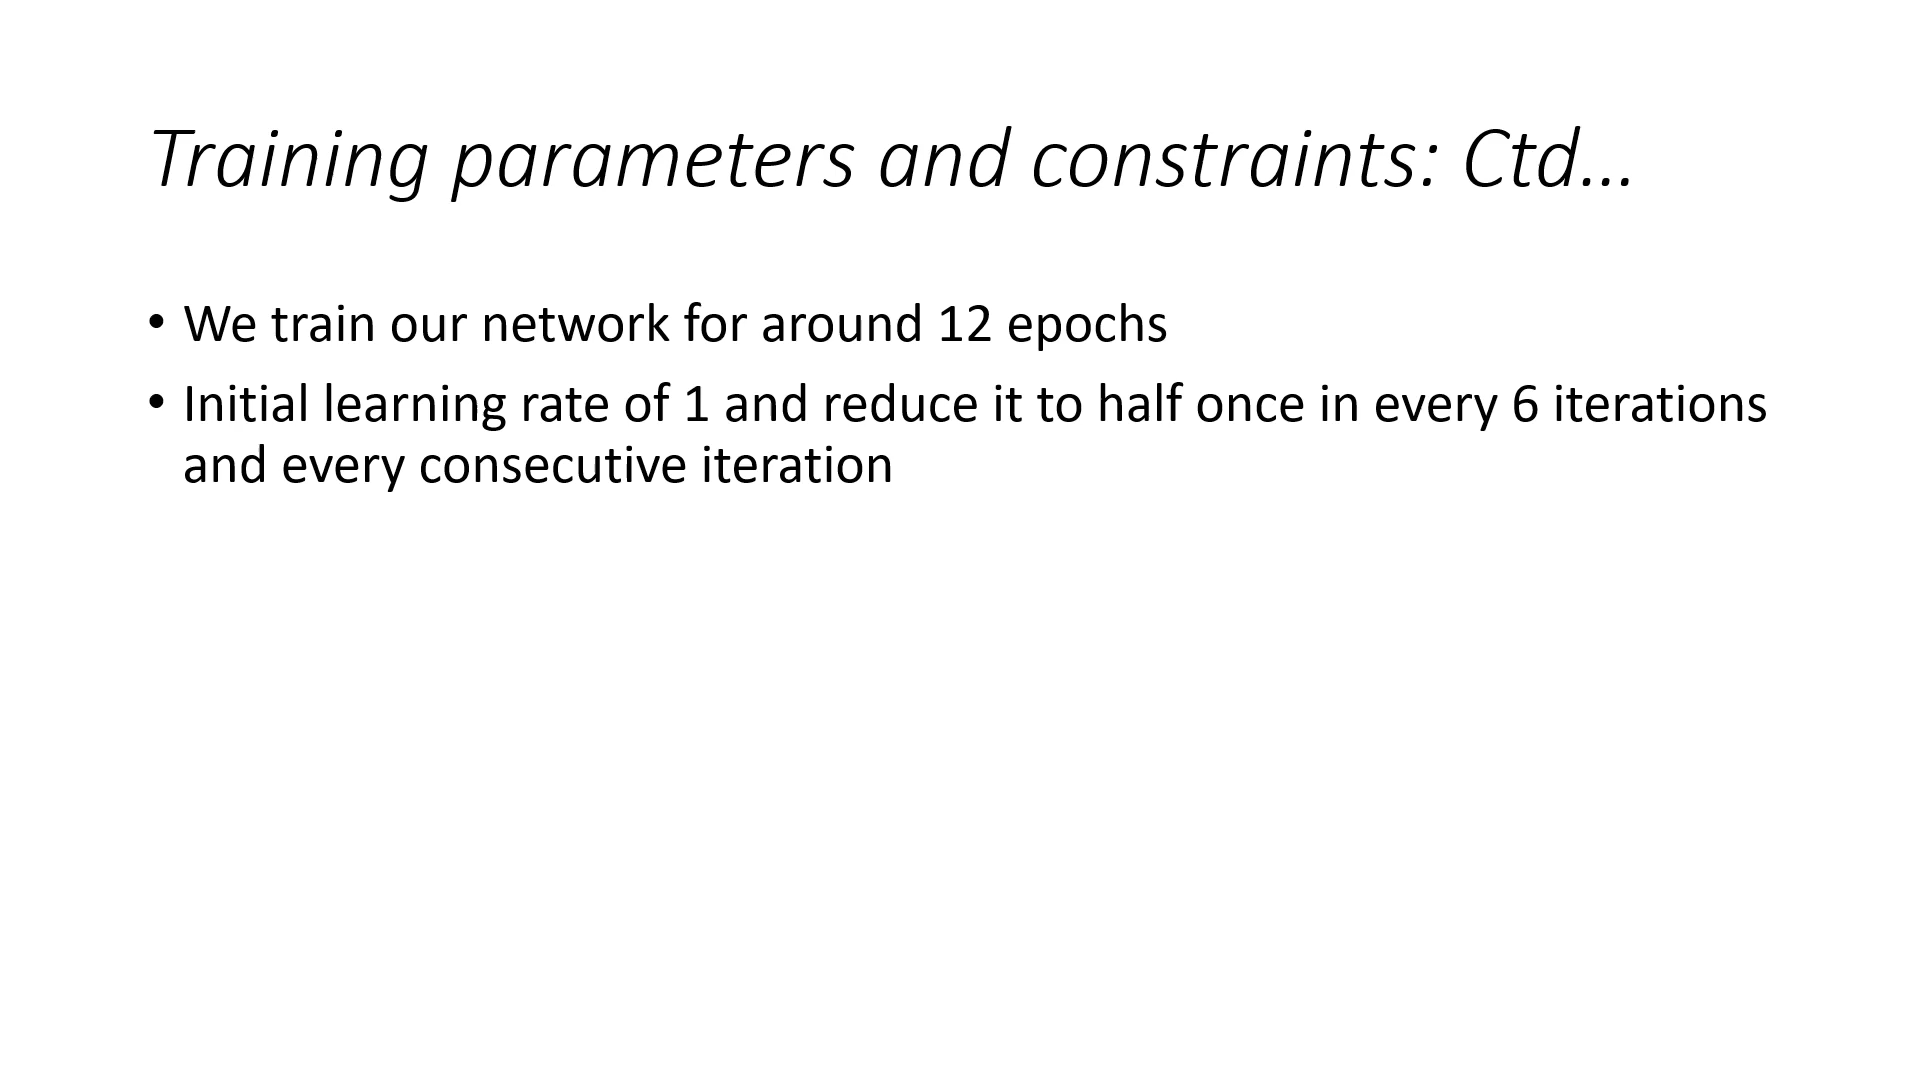 Training parameters and constraints: Ctd…
• We train our network for around 12 epochs
• Initial learning rate of 1 and reduce it to half once in every 6 iterations
and every consecutive iteration